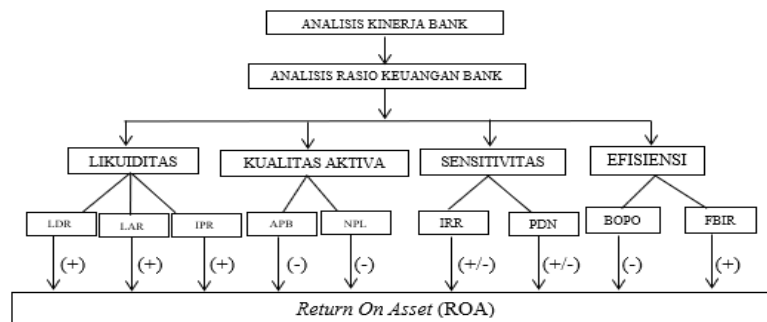 ANALISIS KINERJA BANK
ANALISIS RASIO KEUANGAN BANK
LIKUIDITAS KUALITAS AKTIVA SENSITIVITAS EFISIENSI
LDR LAR IPR APB NPL IRR PDN BOPO FBIR
(+) (+) (+) (-) (-) (+/-) (+/-) (-) (+)
Return On Asset (ROA)